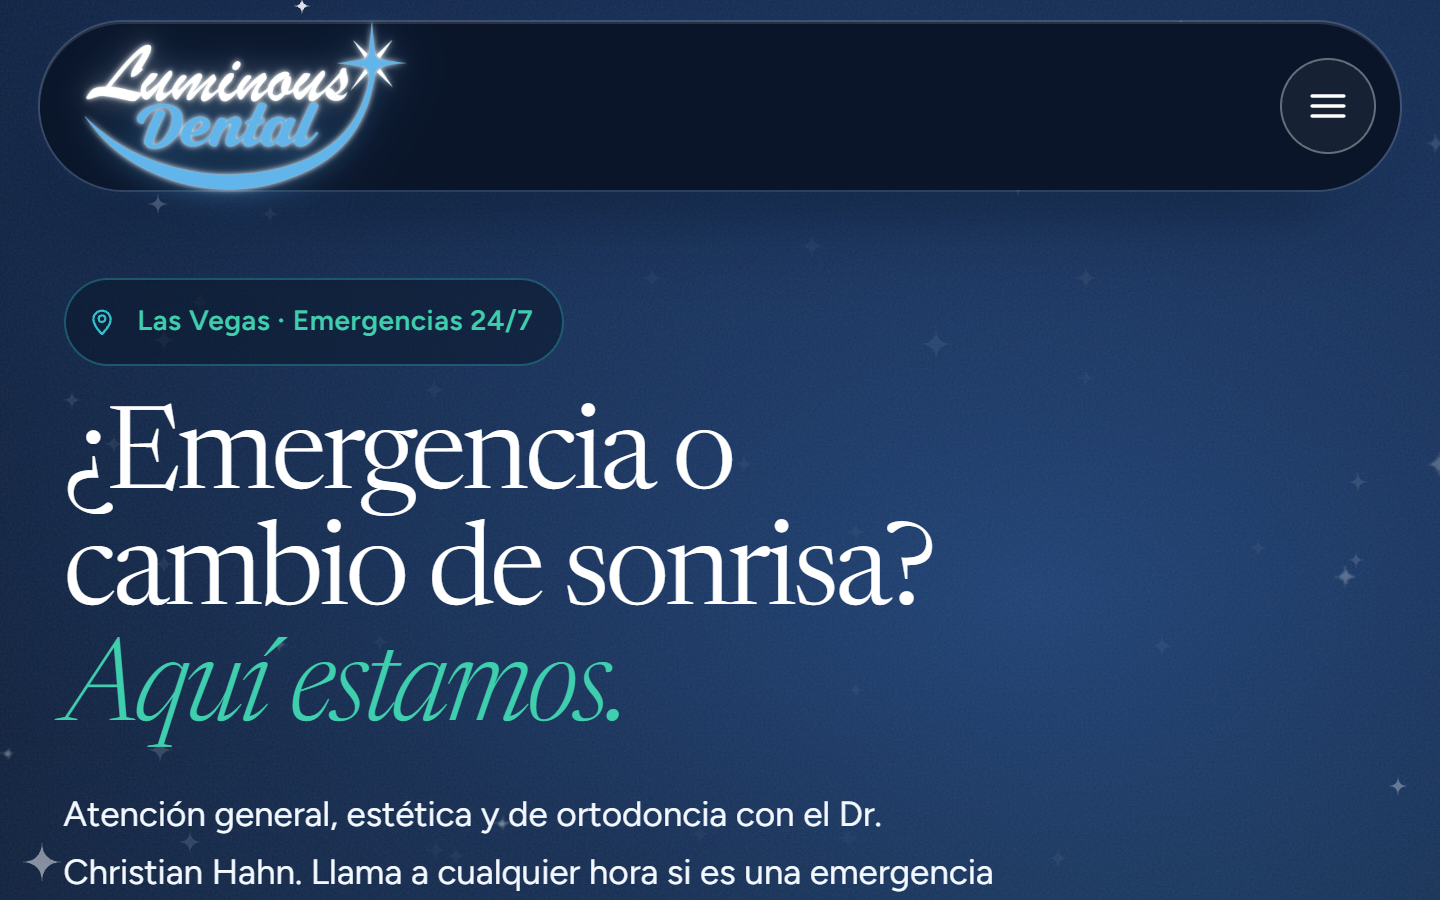 Luminous
Dental
Las Vegas · Emergencias 24/7
¿Emergencia o
cambio de sonrisa?
Aquí estamos.
Atención general, estética y de ortodoncia con el Dr.
Christian Hahn. Llama a cualquier hora si es una emergencia